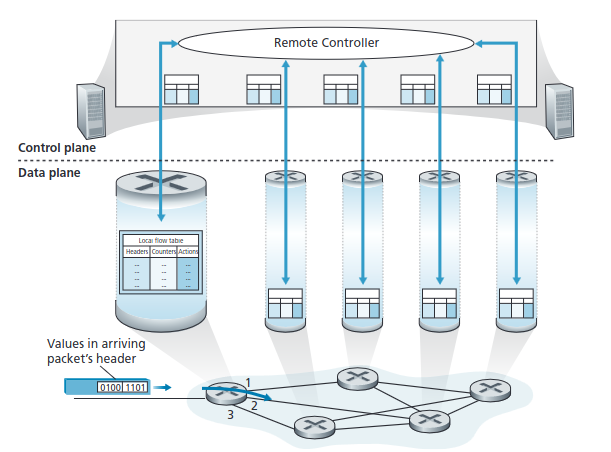 Remote Controller
Control plane
Data plane
Local flow table
Headers Counters Actions
Values in arriving
packet's header
0100 1101
1
2
3